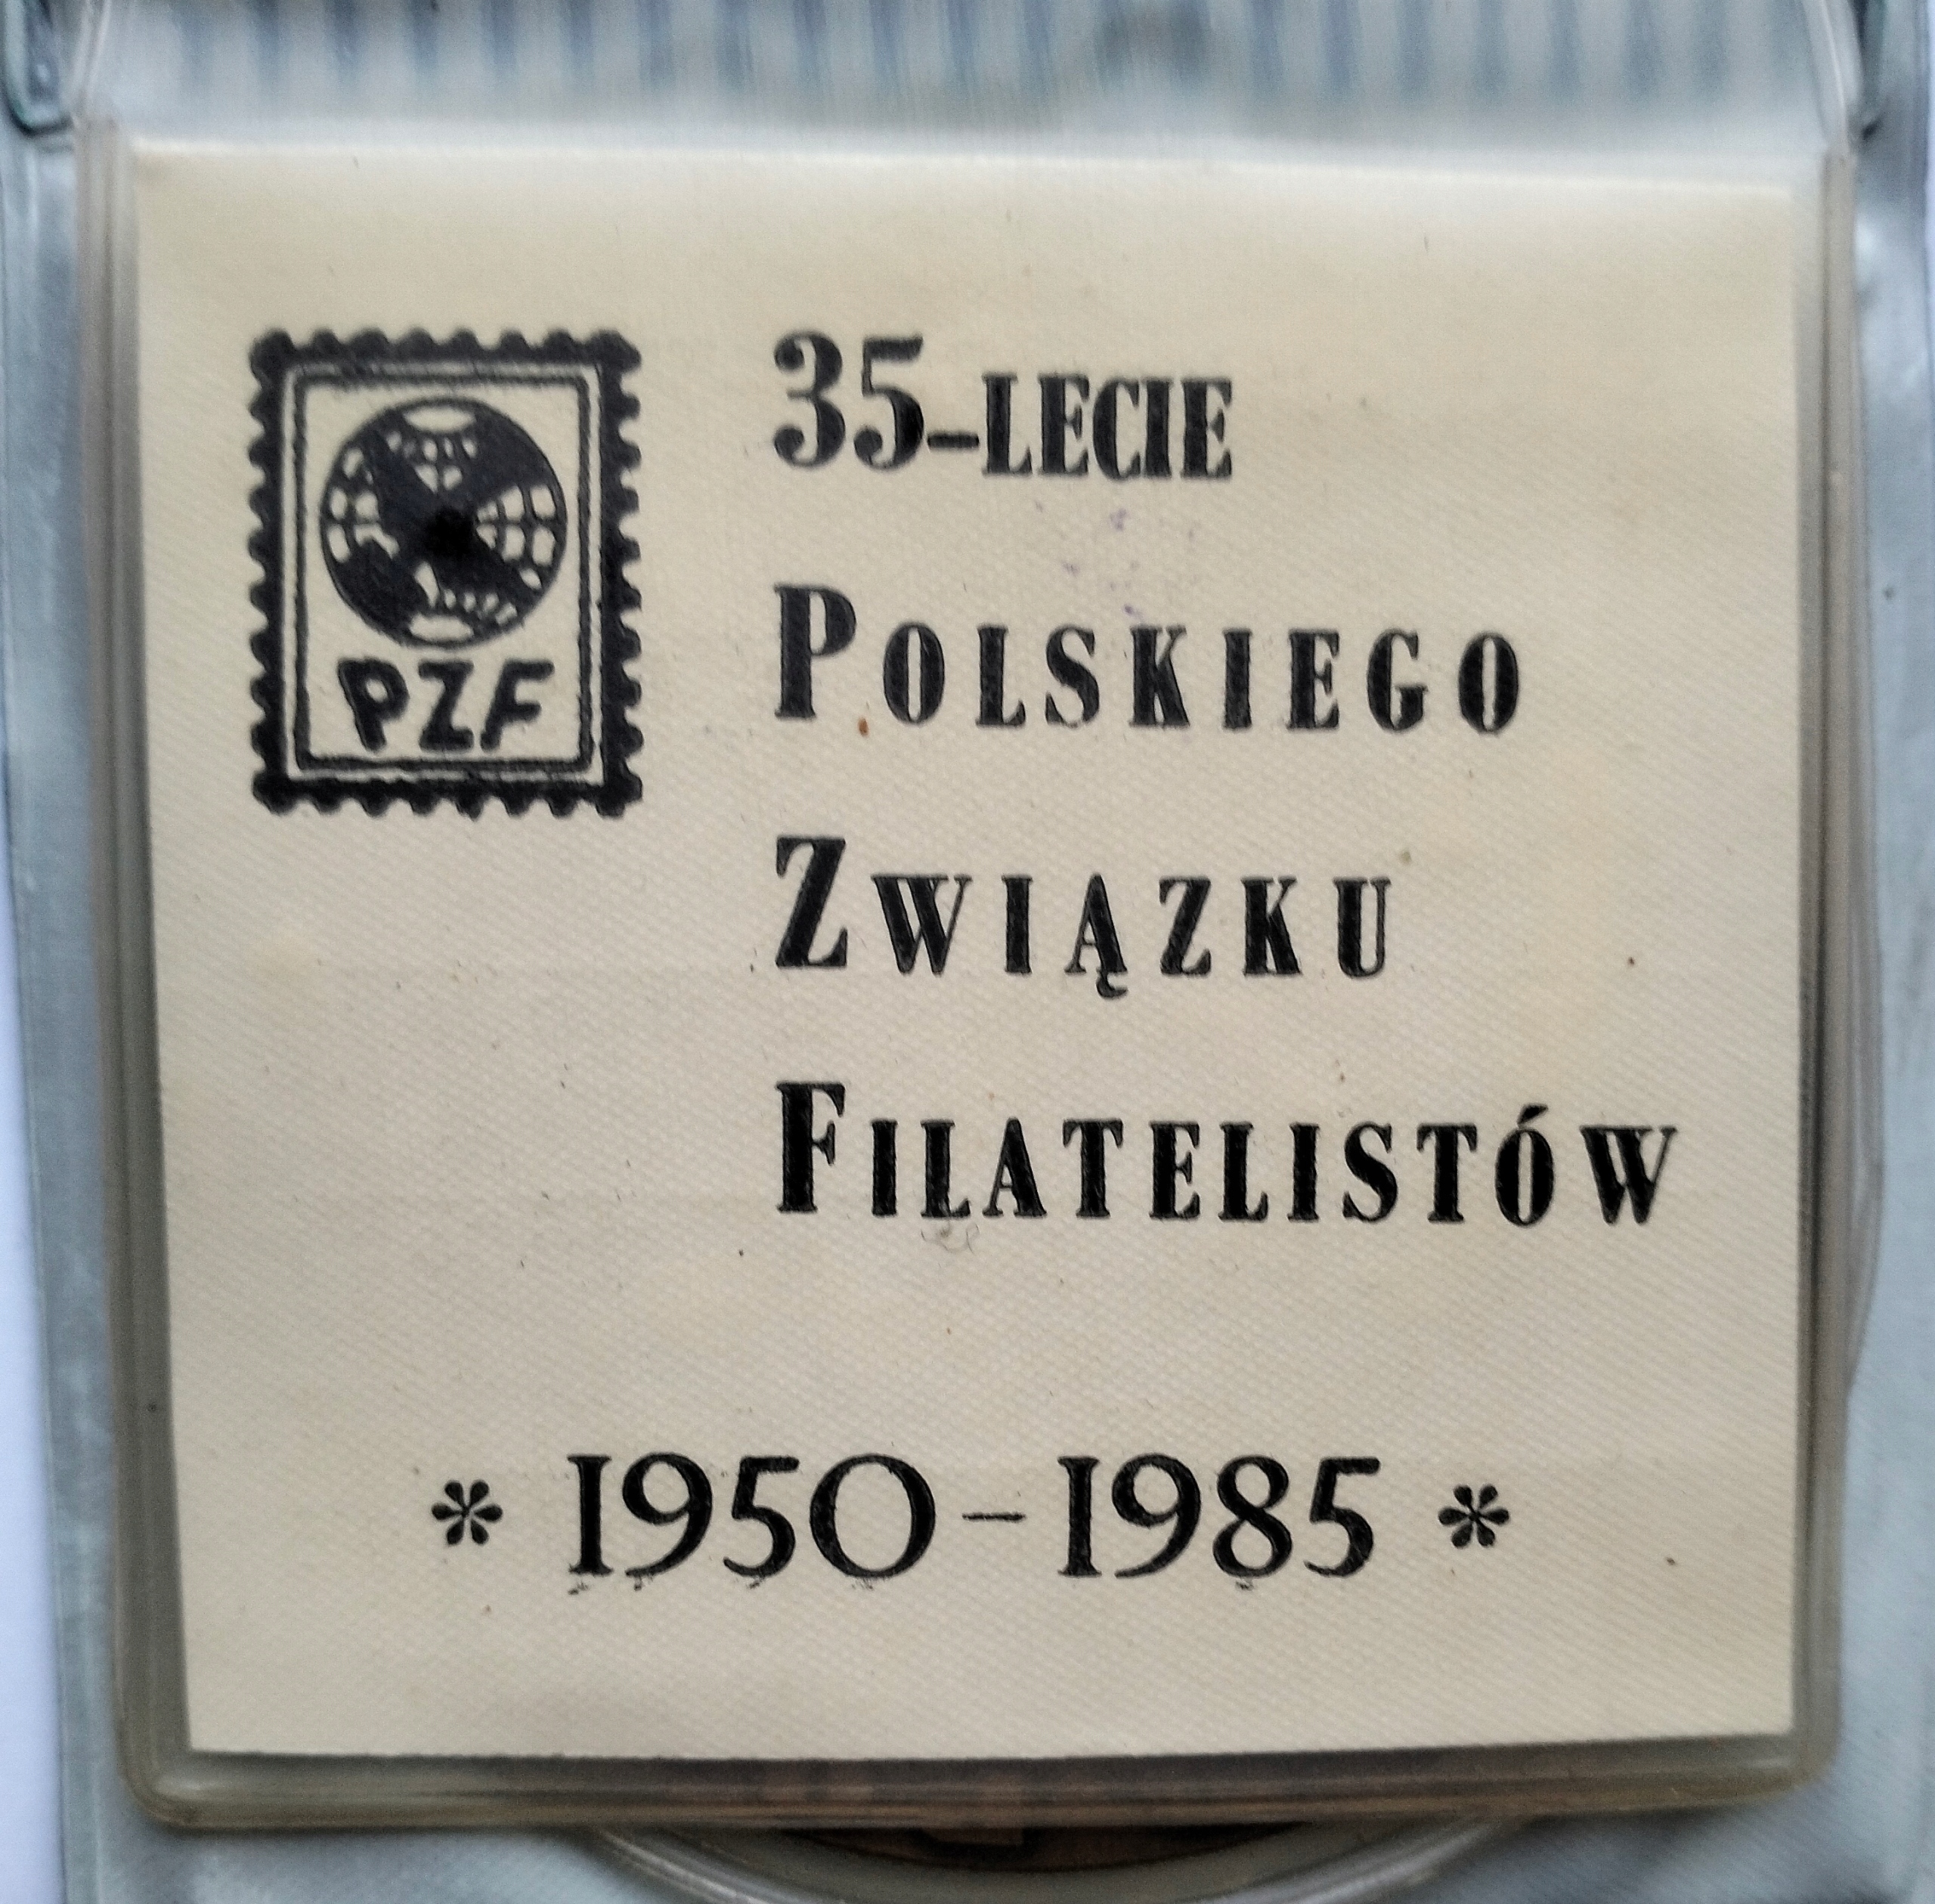 PZF
35-LECIE
POLSKIEGO
ZWIĄZKU
FILATELISTÓW
* 1950-1985 *